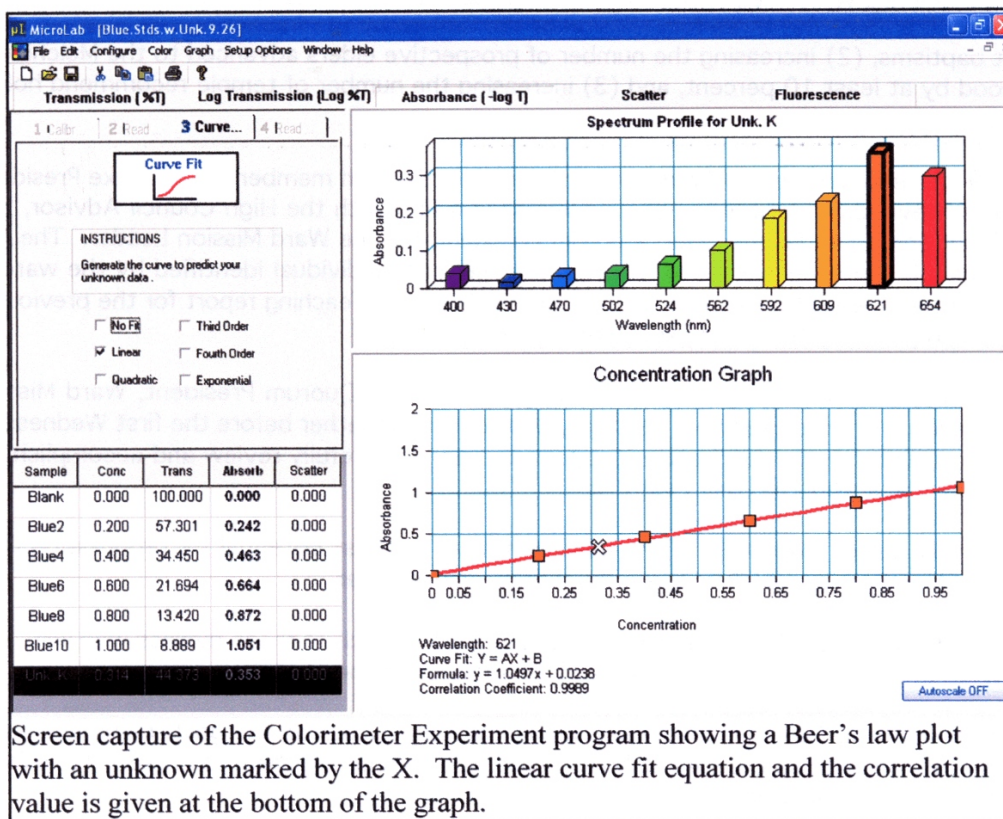 MicroLab [Blue.Stds.w.Unk.9.26]
File Edit Configure Color Graph Setup Options Window Help
Transmission (%T) Log Transmission (Log %T) Absorbance (-log T) Scatter Fluorescence
1 Calibr 2 Read... 3 Curve... 4 Read
Curve Fit
INSTRUCTIONS
Generate the curve to predict your
unknown data.
No Fit Third Order
Linear Fourth Order
Quadratic Exponential
Sample Conc Trans Absorb Scatter
Blank 0.000 100.000 0.000 0.000
Blue2 0.200 57.301 0.242 0.000
Blue4 0.400 34.450 0.463 0.000
Blue6 0.600 21.694 0.664 0.000
Blue8 0.800 13.420 0.872 0.000
Blue10 1.000 8.889 1.051 0.000
Unk. K 0.314 44.373 0.353 0.000
Spectrum Profile for Unk. K
Absorbance
0.3
0.2
0.1
0
400 430 470 502 524 562 592 609 621 654
Wavelength (nm)
Concentration Graph
Absorbance
2
1.5
1
0.5
0
0 0.05 0.15 0.25 0.35 0.45 0.55 0.65 0.75 0.85 0.95
Concentration
Wavelength: 621
Curve Fit: Y = AX + B
Formula: y = 1.0497x + 0.0238
Correlation Coefficient: 0.9989
Autoscale OFF
Screen capture of the Colorimeter Experiment program showing a Beer's law plot
with an unknown marked by the X. The linear curve fit equation and the correlation
value is given at the bottom of the graph.